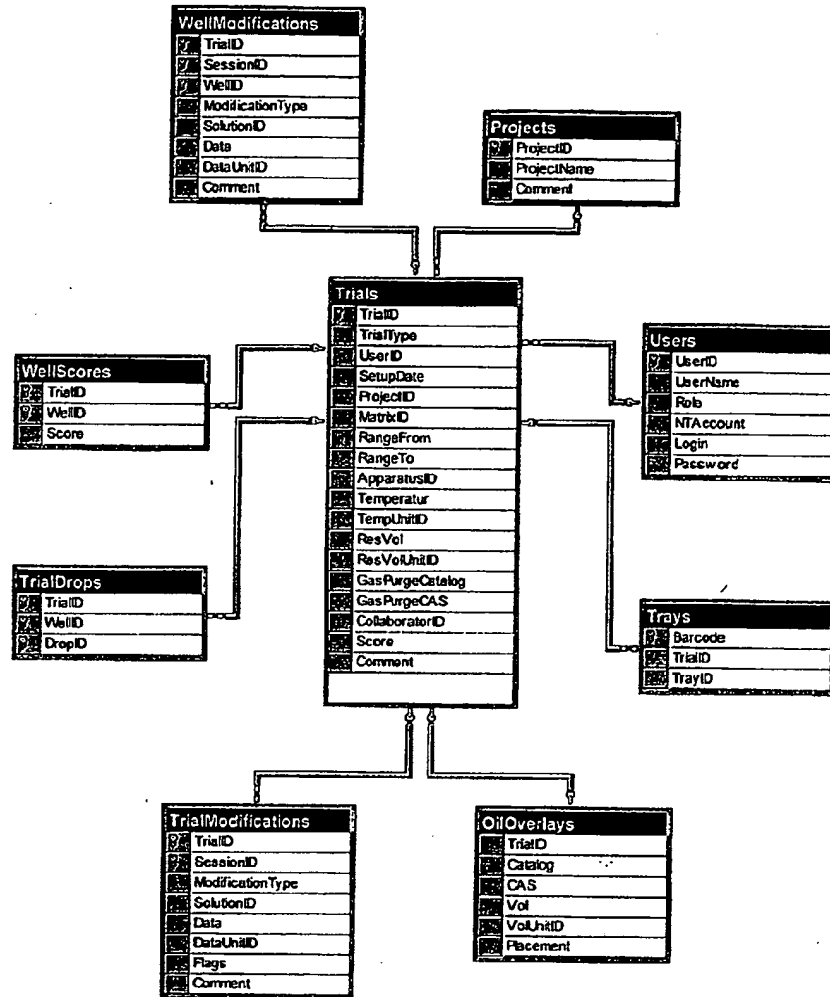 WellModifications
TrialID
SessionID
WellID
ModificationType
SolutionID
Data
DataUnitID
Comment
Projects
ProjectID
ProjectName
Comment
Trials
TrialID
TrialType
UserID
SetupDate
ProjectID
MatrixID
RangeFrom
RangeTo
ApparatusID
Temperatur
TempUnitID
ResVol
ResVolUnitID
GasPurgeCatalog
GasPurgeCAS
CollaboratorID
Score
Comment
WellScores
TrialID
WellID
Score
Users
UserID
UserName
Role
NTAccount
Login
Password
TrialDrops
TrialID
WellID
DropID
Trays
Barcode
TrialID
TrayID
TrialModifications
TrialID
SessionID
ModificationType
SolutionID
Data
DataUnitID
Flags
Comment
OilOverlays
TrialID
Catalog
CAS
Vol
VolUnitID
Placement